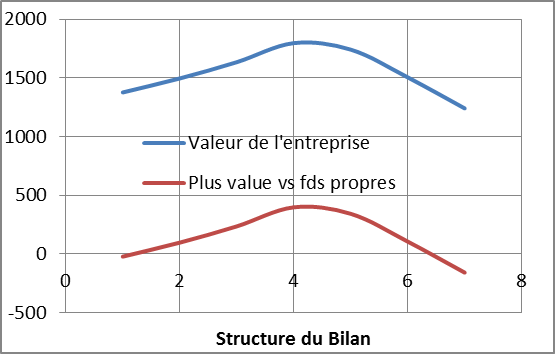 2000
1500
1000
Valeur de l'entreprise
Plus value vs fds propres
500
0
0 2 4 6 8
-500
Structure du Bilan